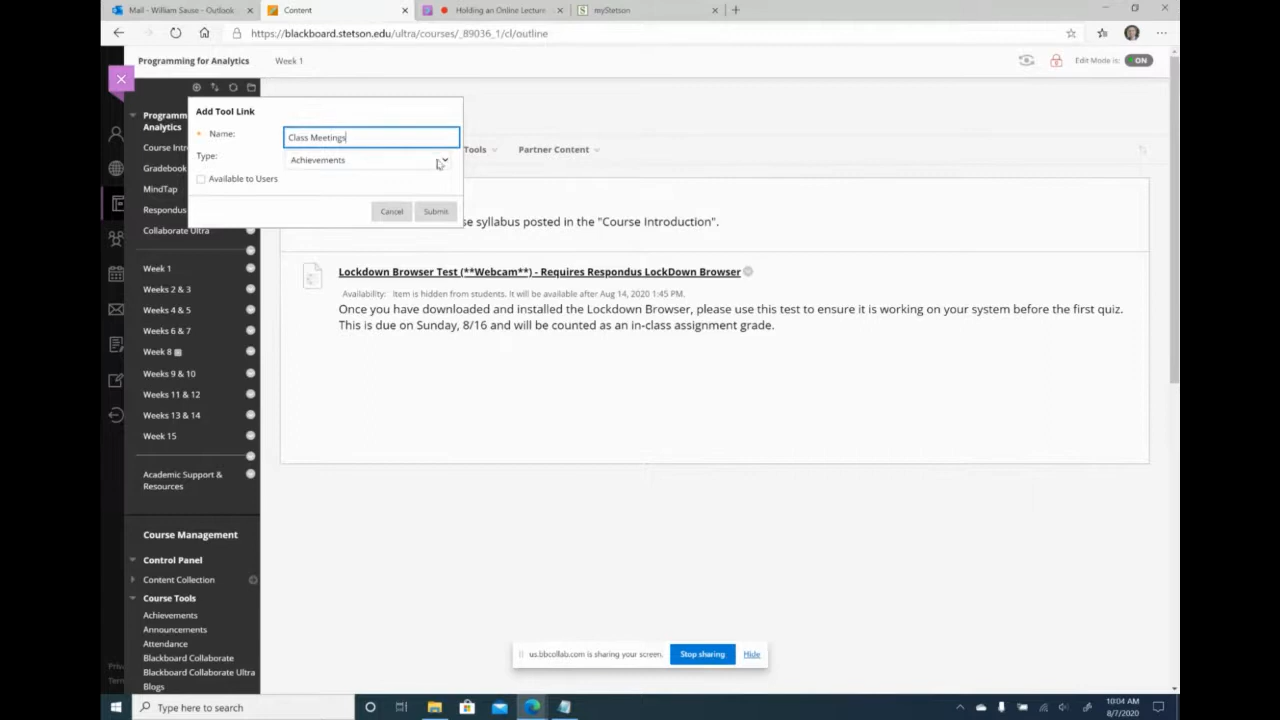 Mail - William Sause - Outlook
Content
Holding an Online Lecture
myStetson
https://blackboard.stetson.edu/ultra/courses/_89036_1/cl/outline
Programming for Analytics
Week 1
Edit Mode is:
ON
Add Tool Link
Name:
Class Meetings
Type:
Achievements
Available to Users
Cancel
Submit
Programm
Analytics
Course Intr
Gradebook
MindTap
Respondus
Collaborate Ultra
Week 1
Weeks 2 & 3
Weeks 4 & 5
Weeks 6 & 7
Week 8
Weeks 9 & 10
Weeks 11 & 12
Weeks 13 & 14
Week 15
Academic Support &
Resources
Course Management
Control Panel
Content Collection
Course Tools
Achievements
Announcements
Attendance
Blackboard Collaborate
Blackboard Collaborate Ultra
Blogs
Tools
Partner Content
se syllabus posted in the "Course Introduction".
Lockdown Browser Test (**Webcam**) - Requires Respondus LockDown Browser
Availability: Item is hidden from students. It will be available after Aug 14, 2020 1:45 PM.
Once you have downloaded and installed the Lockdown Browser, please use this test to ensure it is working on your system before the first quiz.
This is due on Sunday, 8/16 and will be counted as an in-class assignment grade.
Priv
Term
us.bbcollab.com is sharing your screen.
Stop sharing
Hide
Type here to search
10:04 AM
8/7/2020